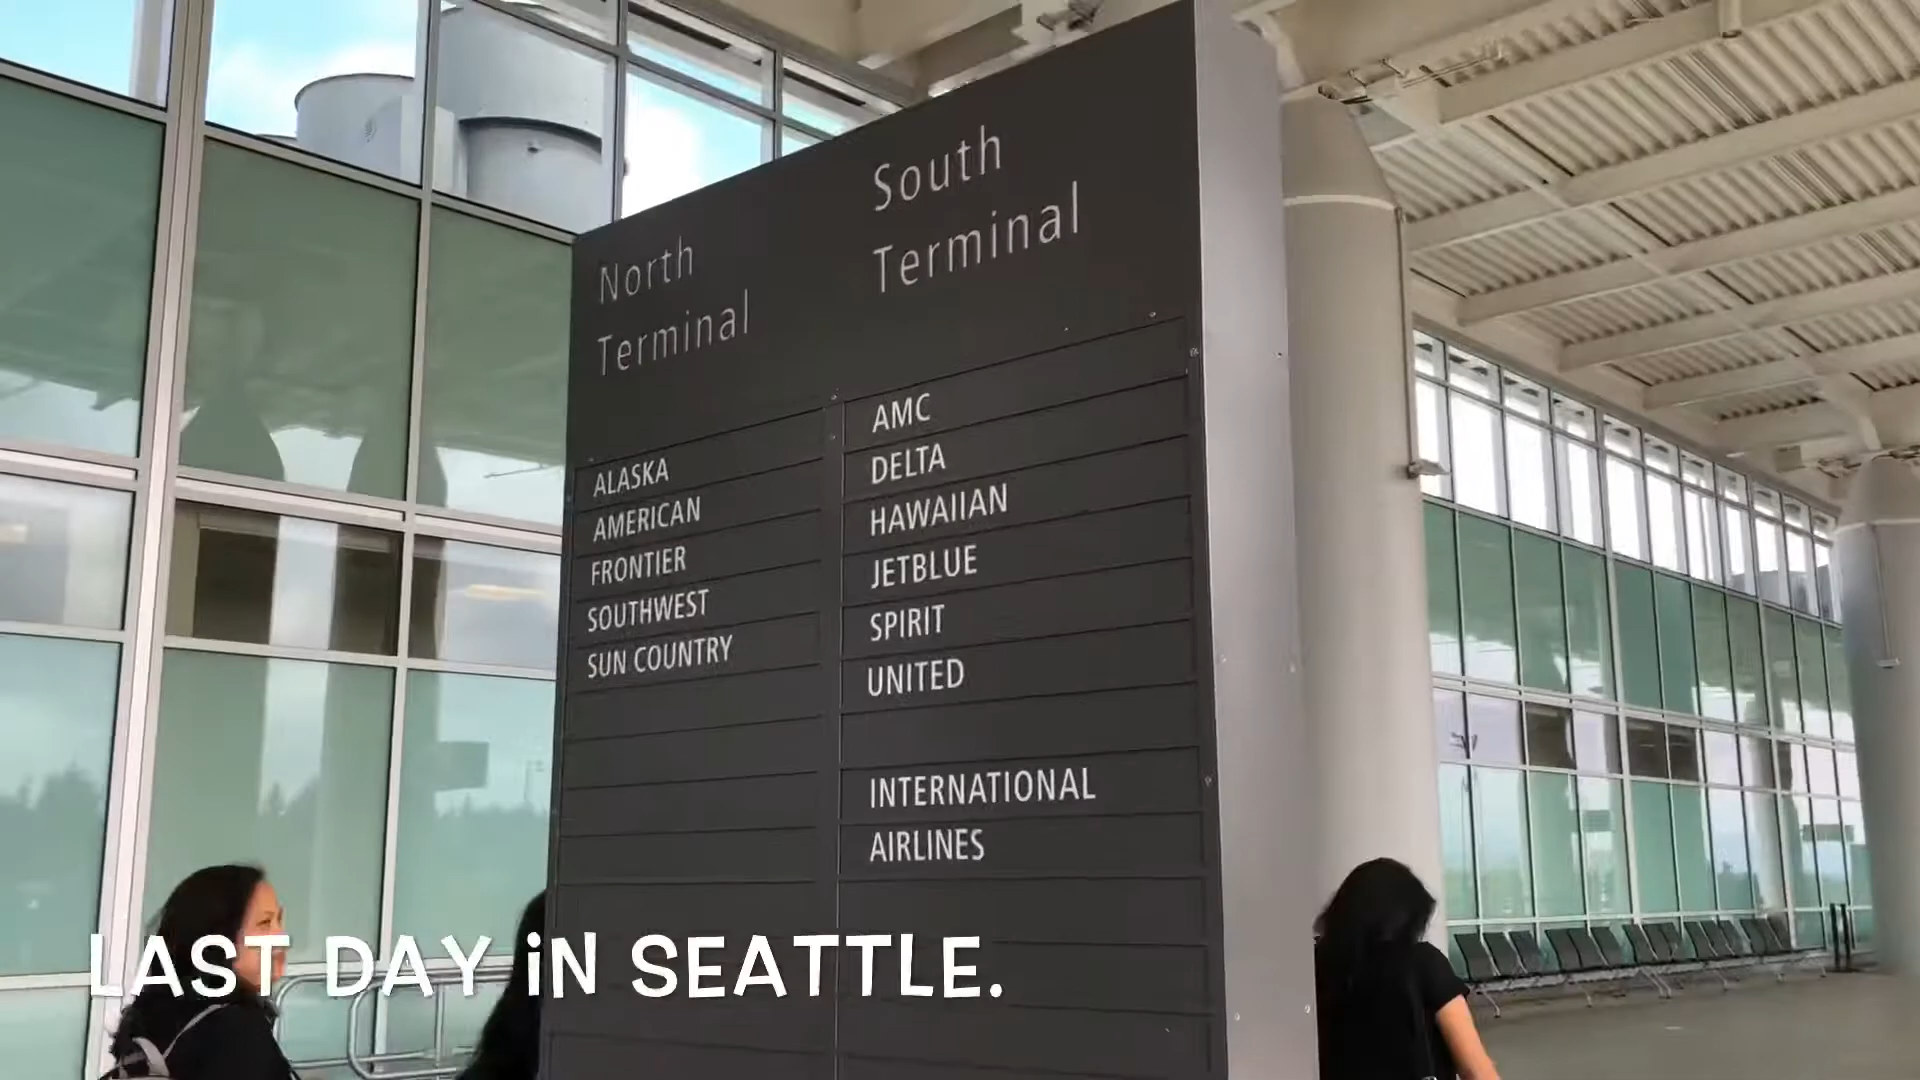 North
Terminal
ALASKA
AMERICAN
FRONTIER
SOUTHWEST
SUN COUNTRY
South
Terminal
AMC
DELTA
HAWAIIAN
JETBLUE
SPIRIT
UNITED
INTERNATIONAL
AIRLINES
LAST DAY iN SEATTLE.